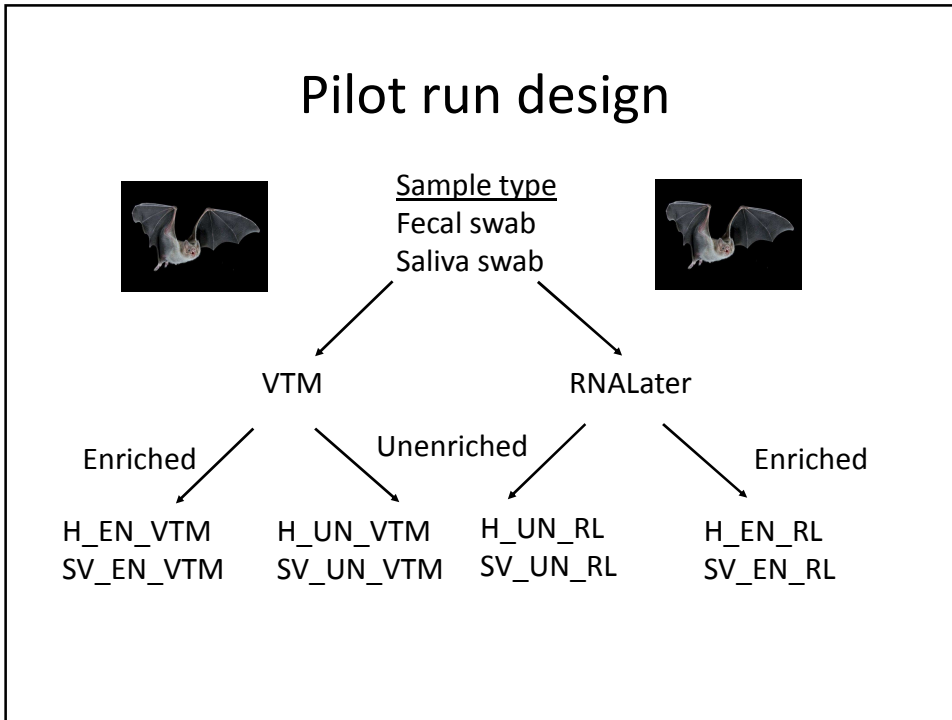 Pilot run design
Sample type
Fecal swab
Saliva swab
VTM
RNALater
Enriched
Unenriched
Enriched
H_EN_VTM
SV_EN_VTM
H_UN_VTM
SV_UN_VTM
H_UN_RL
SV_UN_RL
H_EN_RL
SV_EN_RL